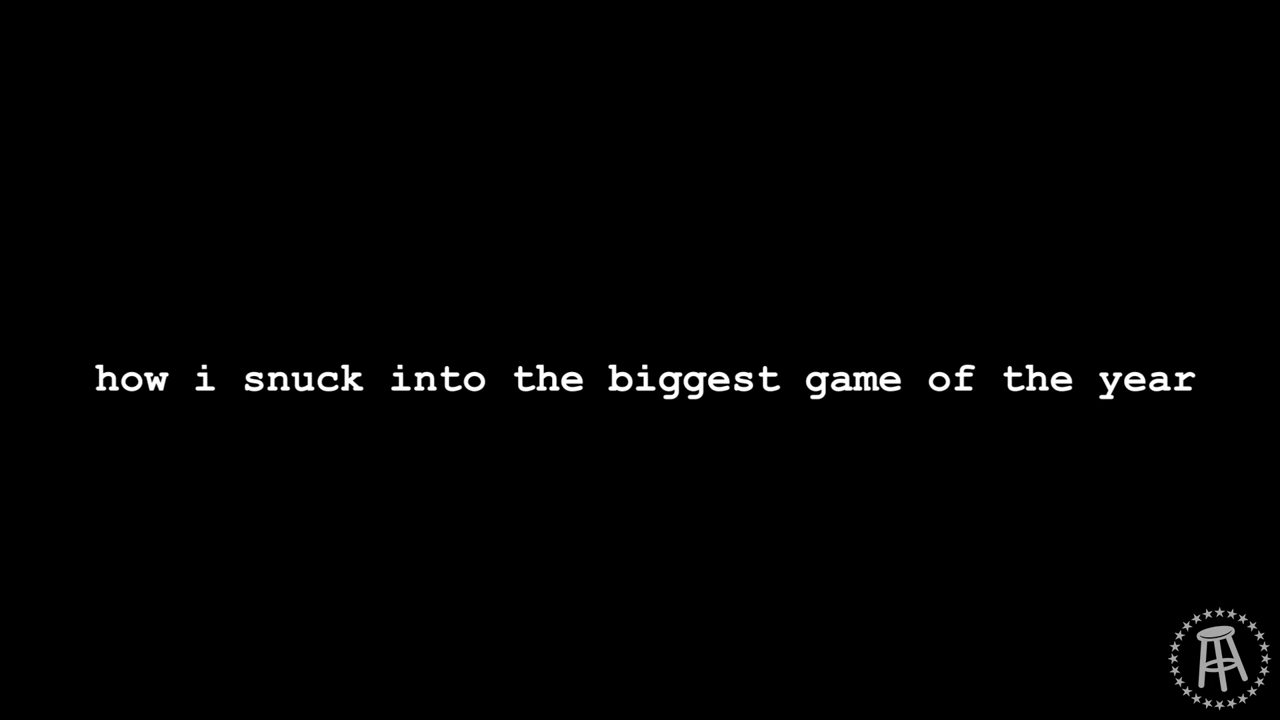 how i snuck into the biggest game of the year